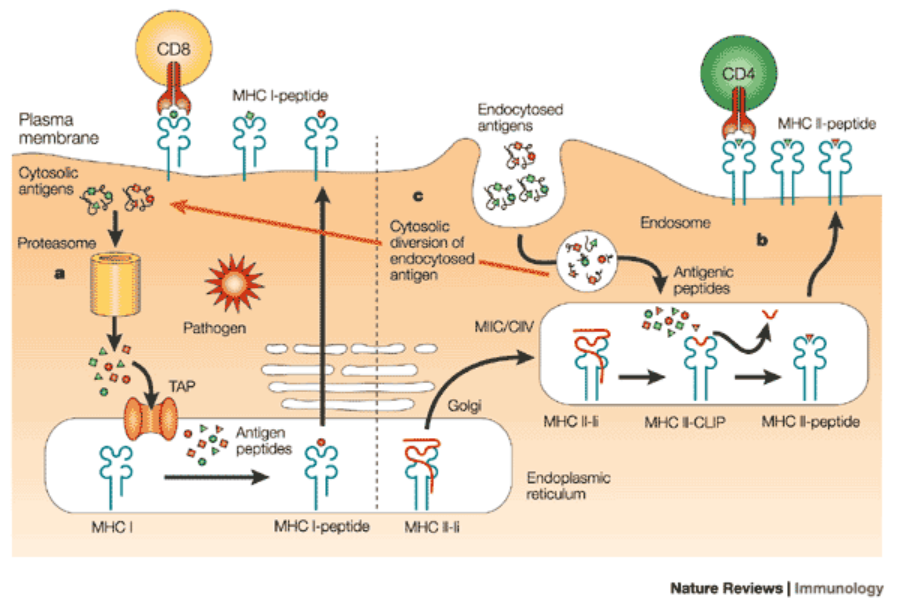 CD8
CD4
MHC I-peptide
Plasma
membrane
Endocytosed
antigens
MHC II-peptide
Cytosolic
antigens
c
Endosome
Proteasome
Cytosolic
diversion of
endocytosed
antigen
b
a
Antigenic
peptides
Pathogen
MIIC/CIIV
TAP
Golgi
Antigen
peptides
MHC II-Ii
MHC II-CLIP
MHC II-peptide
Endoplasmic
reticulum
MHC I
MHC I-peptide
MHC II-Ii
Nature Reviews | Immunology